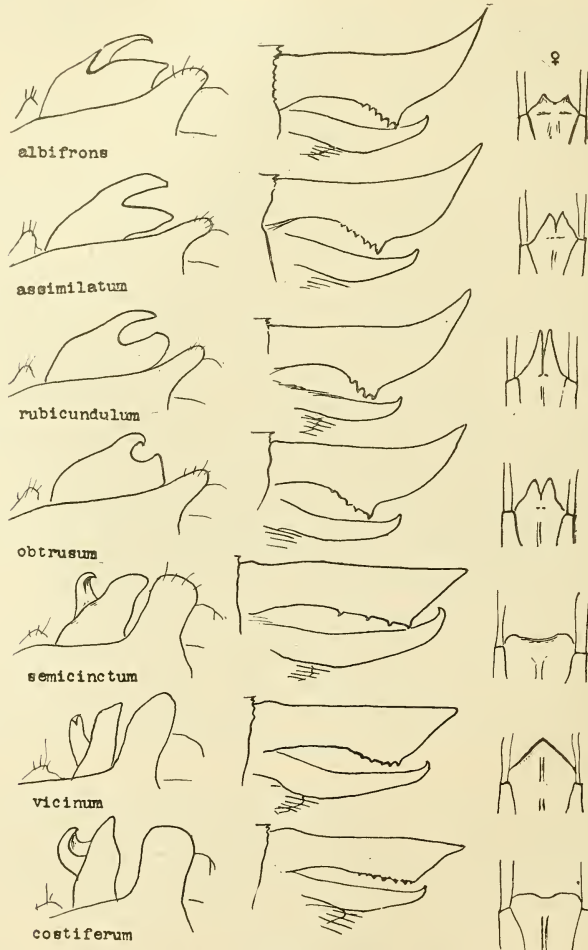 ♀
albifrons
assimilatum
rubicundulum
obtrusum
semicinctum
vicinum
costiferum